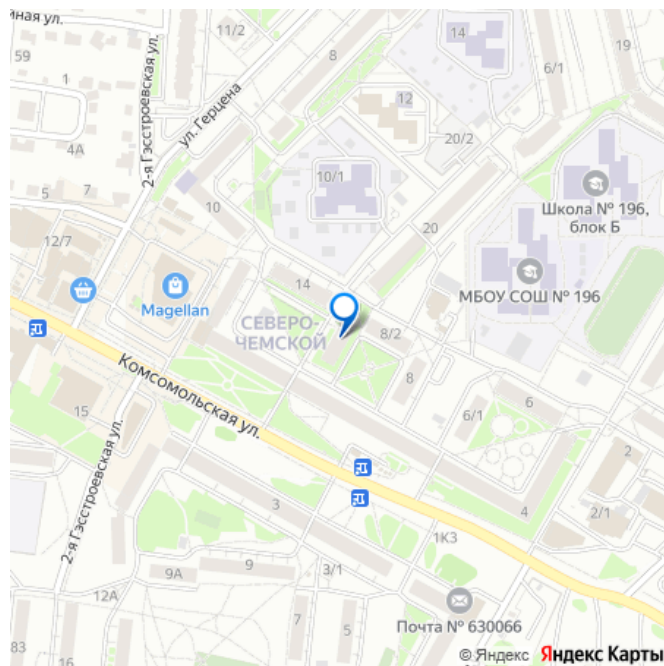 йная ул.
59
1
4А
2-я Гэсстроевская ул.
ул. Герцена
11/2
8
14
12
6/1
19
20/2
10/1
Школа № 196,
блок Б
5
7
10
20
12/7
14
МБОУ СОШ № 196
Magellan
СЕВЕРО-
ЧЕМСКОЙ
8/2
8
Комсомольская ул.
15
6/1
6
2
2-я Гэсстроевская ул.
3
4
2/1
1К3
9А
9
3/1
12А
7
5
Почта № 630066
83
© Яндекс Яндекс Карты